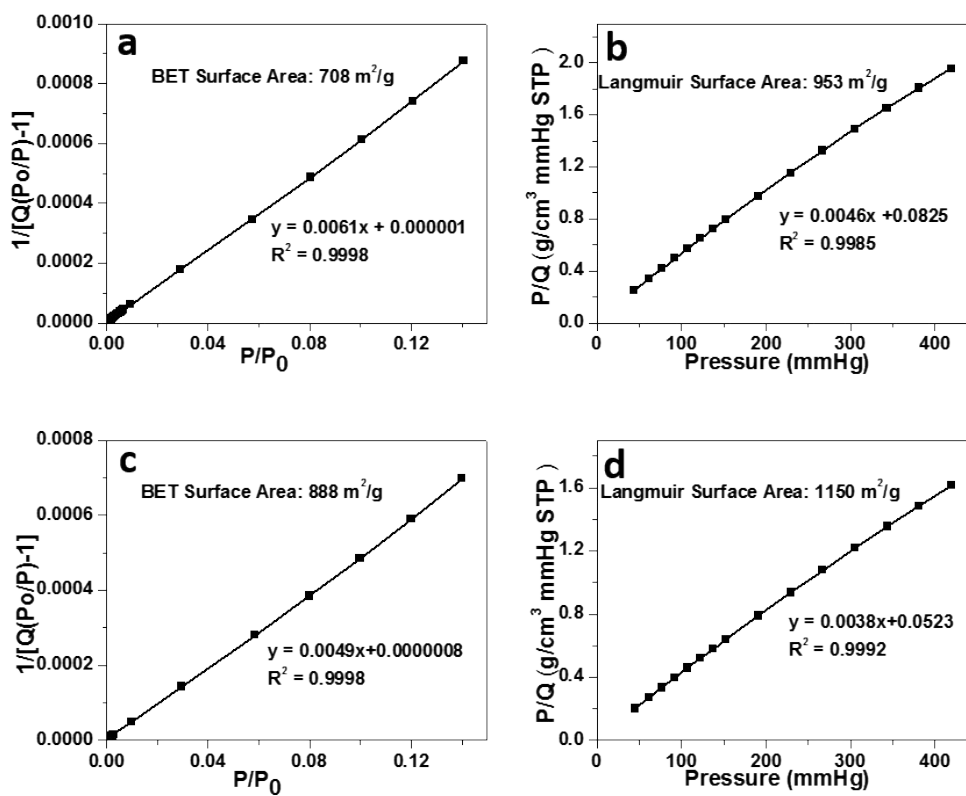 a
BET Surface Area: 708 m²/g
y = 0.0061x + 0.000001
R² = 0.9998
1/[Q(Po/P)-1]
0.0010
0.0008
0.0006
0.0004
0.0002
0.0000
0.00 0.04 0.08 0.12
P/P₀
b
Langmuir Surface Area: 953 m²/g
y = 0.0046x +0.0825
R² = 0.9985
P/Q (g/cm³ mmHg STP )
2.0
1.6
1.2
0.8
0.4
0.0
0 100 200 300 400
Pressure (mmHg)
c
BET Surface Area: 888 m²/g
y = 0.0049x+0.0000008
R² = 0.9998
1/[Q(Po/P)-1]
0.0008
0.0006
0.0004
0.0002
0.0000
0.00 0.04 0.08 0.12
P/P₀
d
Langmuir Surface Area: 1150 m²/g
y = 0.0038x+0.0523
R² = 0.9992
P/Q (g/cm³ mmHg STP )
1.6
1.2
0.8
0.4
0.0
0 100 200 300 400
Pressure (mmHg)